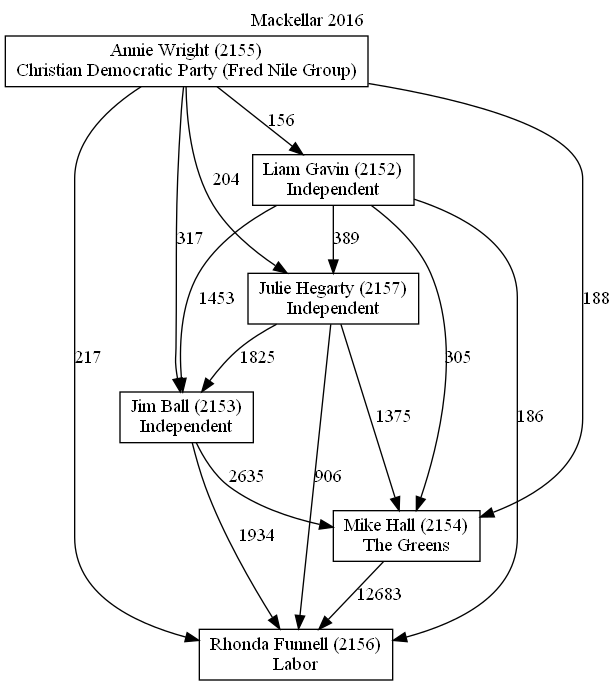 Mackellar 2016
Annie Wright (2155)
Christian Democratic Party (Fred Nile Group)
156
Liam Gavin (2152)
Independent
204
317
389
Julie Hegarty (2157)
Independent
1453
188
217
1825
305
Jim Ball (2153)
Independent
1375
186
2635
906
Mike Hall (2154)
The Greens
1934
12683
Rhonda Funnell (2156)
Labor